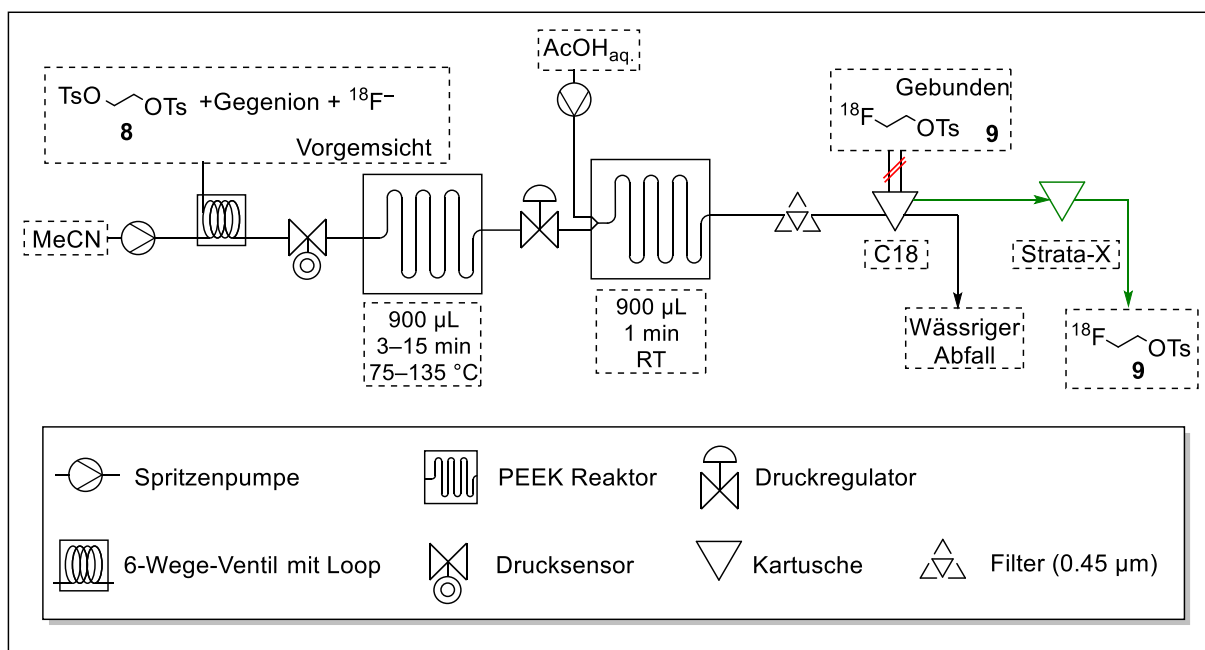 AcOHaq.
TsO
OTs
+Gegenion + ¹⁸F⁻
8
Vorgemsicht
Gebunden
¹⁸F
OTs
9
MeCN
C18
Strata-X
900 µL
3–15 min
75–135 °C
900 µL
1 min
RT
Wässriger
Abfall
¹⁸F
OTs
9
Spritzenpumpe
PEEK Reaktor
Druckregulator
6-Wege-Ventil mit Loop
Drucksensor
Kartusche
Filter (0.45 µm)